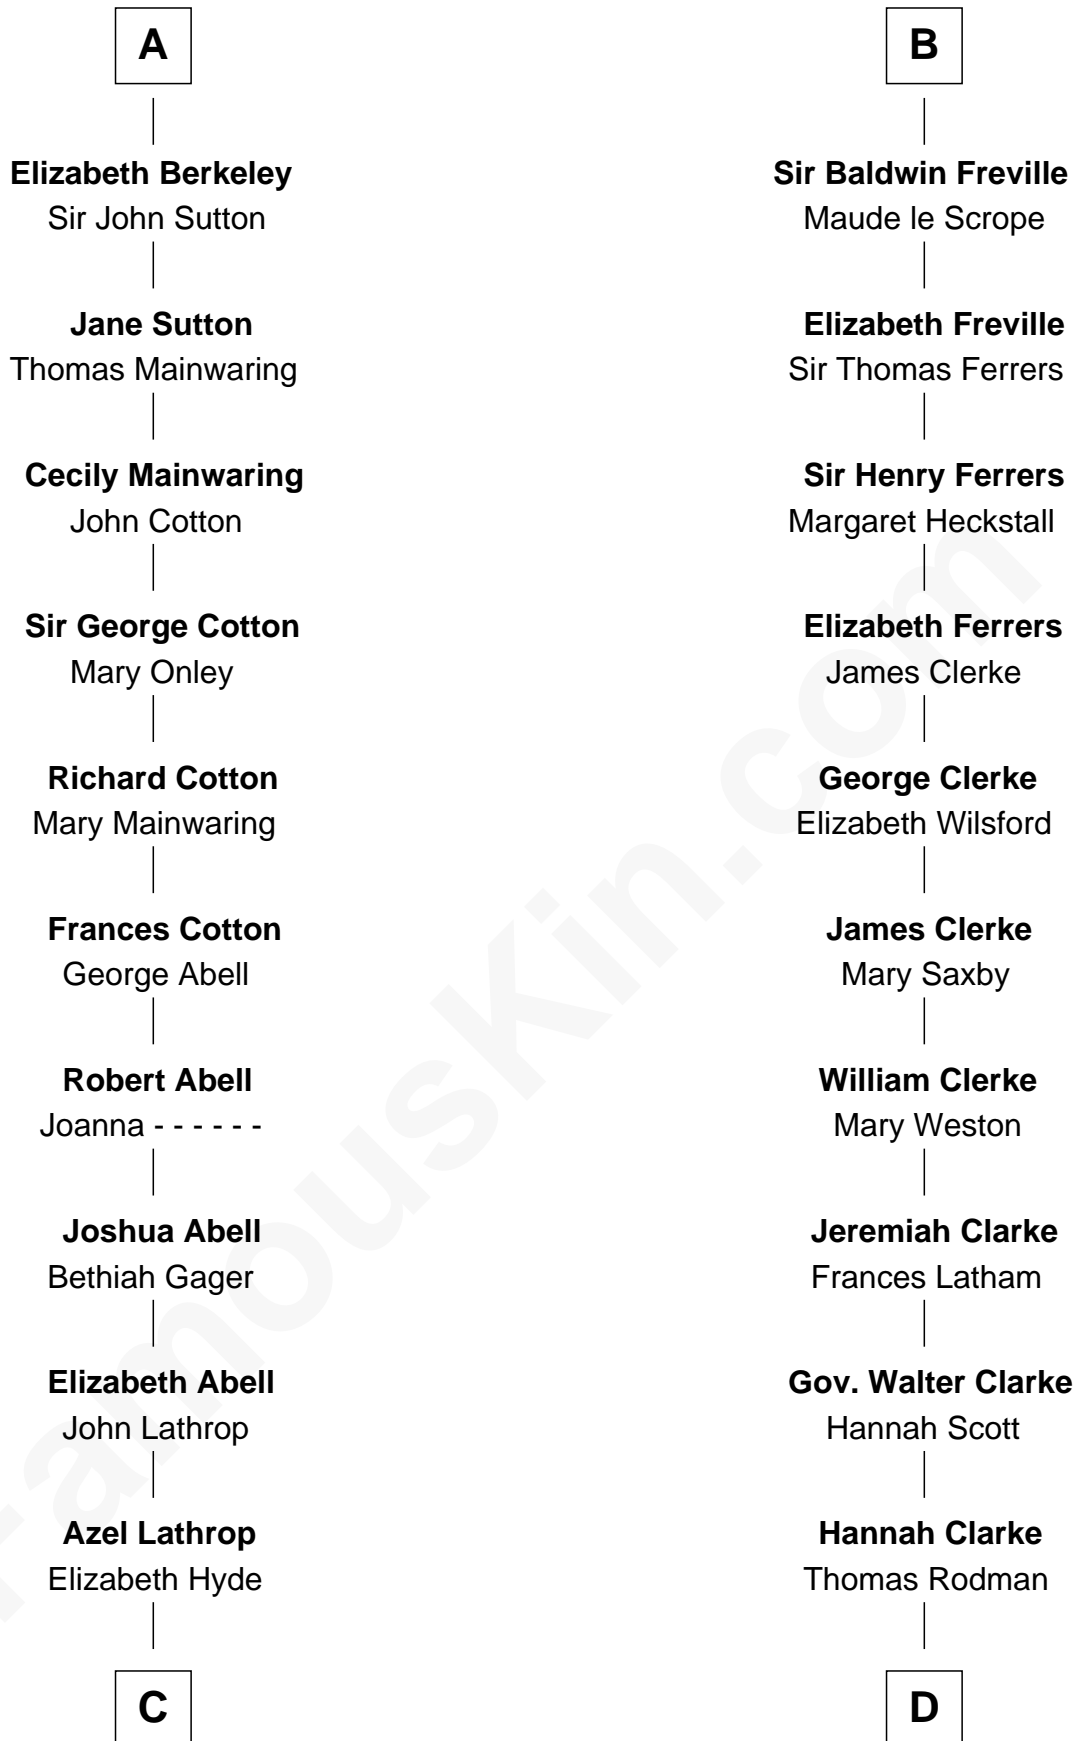 A
Elizabeth Berkeley
Sir John Sutton
Jane Sutton
Thomas Mainwaring
Cecily Mainwaring
John Cotton
Sir George Cotton
Mary Onley
Richard Cotton
Mary Mainwaring
Frances Cotton
George Abell
Robert Abell
Joanna - - - - - -
Joshua Abell
Bethiah Gager
Elizabeth Abell
John Lathrop
Azel Lathrop
Elizabeth Hyde
C
B
Sir Baldwin Freville
Maude le Scrope
Elizabeth Freville
Sir Thomas Ferrers
Sir Henry Ferrers
Margaret Heckstall
Elizabeth Ferrers
James Clerke
George Clerke
Elizabeth Wilsford
James Clerke
Mary Saxby
William Clerke
Mary Weston
Jeremiah Clarke
Frances Latham
Gov. Walter Clarke
Hannah Scott
Hannah Clarke
Thomas Rodman
D
FamousKin.com